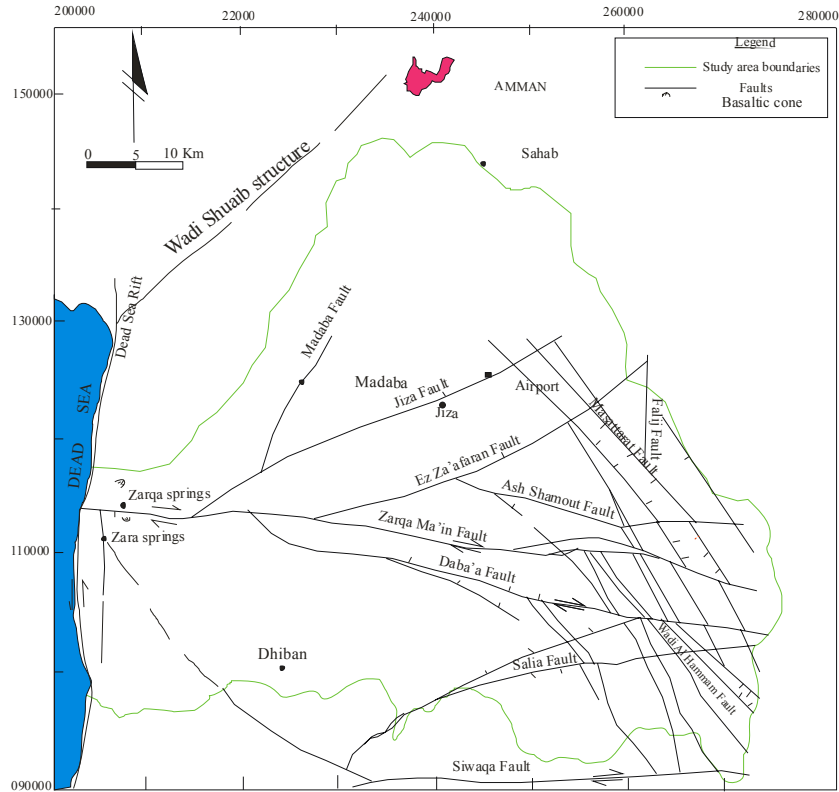 200000
22000
240000
260000
280000
Legend
Study area boundaries
Faults
Basaltic cone
150000
AMMAN
0 5 10 Km
Sahab
Wadi Shuaib structure
130000
Dead Sea Rift
Madaba Fault
Madaba
Airport
Jiza Fault
Jiza
Masattarat Fault
Falij Fault
DEAD SEA
Ez Za'afaran Fault
Zarqa springs
Ash Shamout Fault
Zarqa Ma'in Fault
110000
Zara springs
Daba'a Fault
Dhiban
Salia Fault
Wadi Al Hammam Fault
Siwaqa Fault
090000